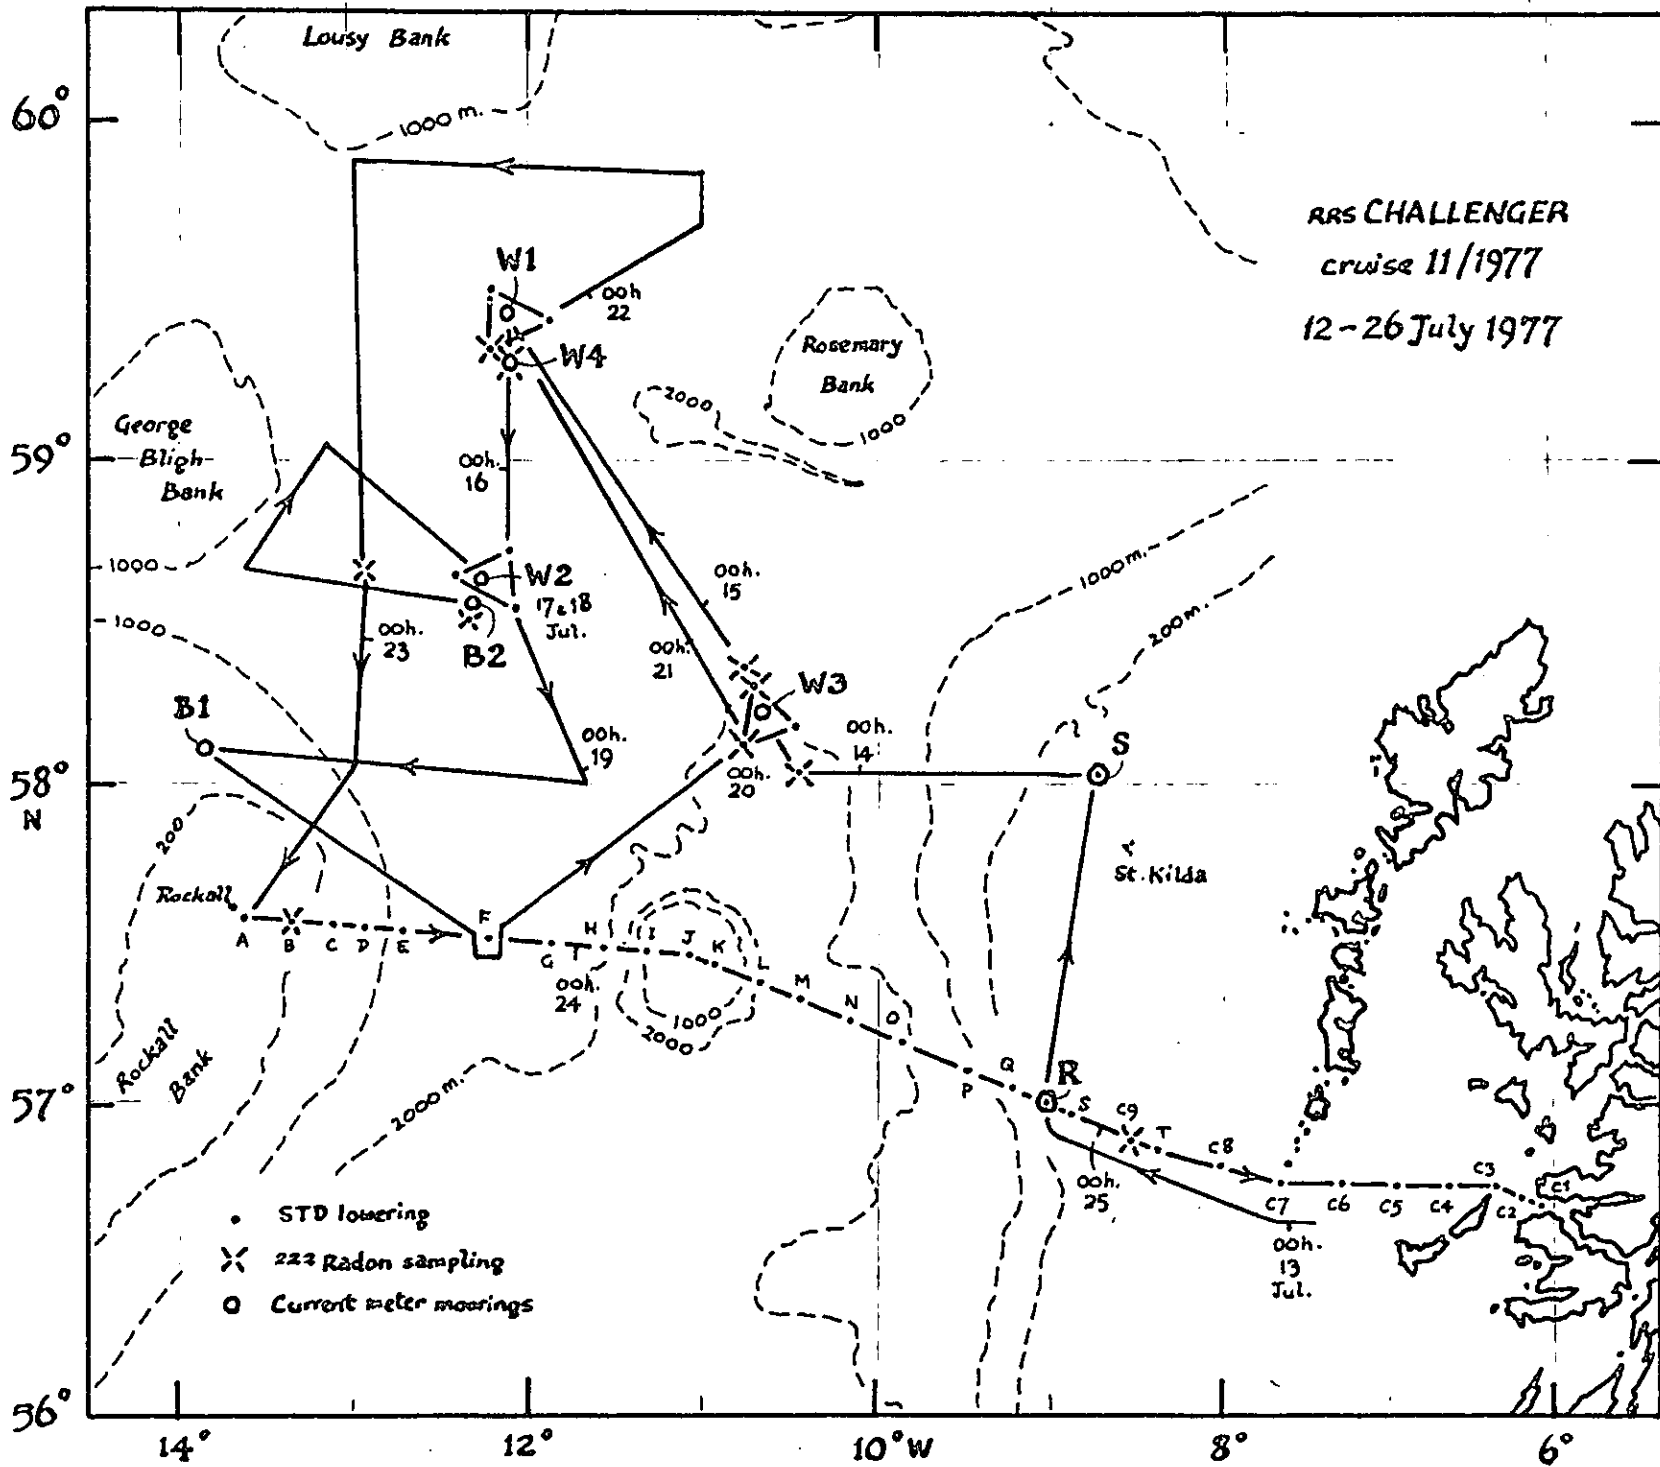 Lousy Bank
60°
1000 m.
RRS CHALLENGER
cruise 11/1977
12-26 July 1977
W1
00h.
22
W4
Rosemary
Bank
1000
2000
George
Bligh
Bank
59°
00h.
16
1000
W2
17 & 18
Jul.
00h.
15
1000 m.
200 m.
1000
00h.
23
B2
00h.
21
W3
B1
00h.
19
00h.
14
S
58°
N
00h.
20
200
St. Kilda
Rockall
A
B
C
D
E
F
G
T
H
I
J
K
L
M
N
O
P
Q
R
S
C9
T
C8
C7
C6
C5
C4
C3
C2
C1
00h.
24
1000
2000
Rockall
Bank
57°
2000 m.
00h.
25
00h.
13
Jul.
STD lowering
222 Radon sampling
Current meter moorings
56°
14°
12°
10°W
8°
6°